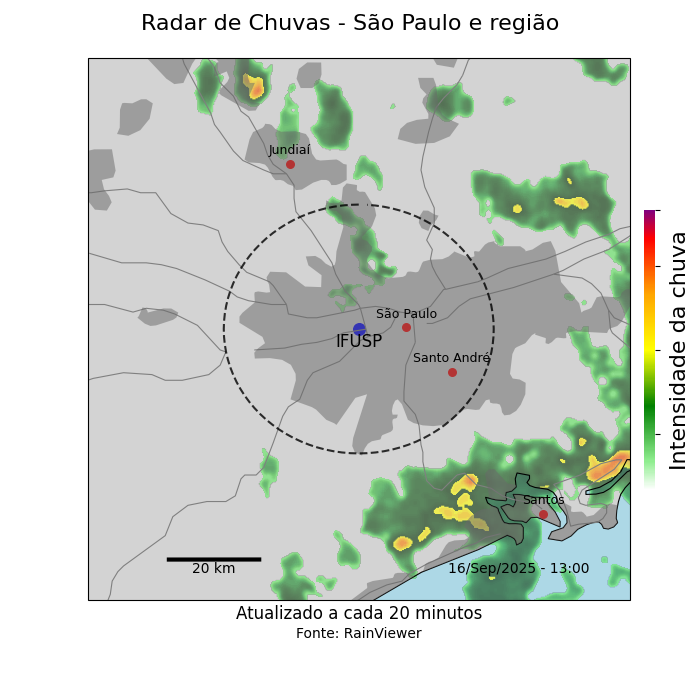 Radar de Chuvas - São Paulo e região
Jundiaí
São Paulo
IFUSP
Santo André
Santos
20 km
16/Sep/2025 - 13:00
Intensidade da chuva
Atualizado a cada 20 minutos
Fonte: RainViewer